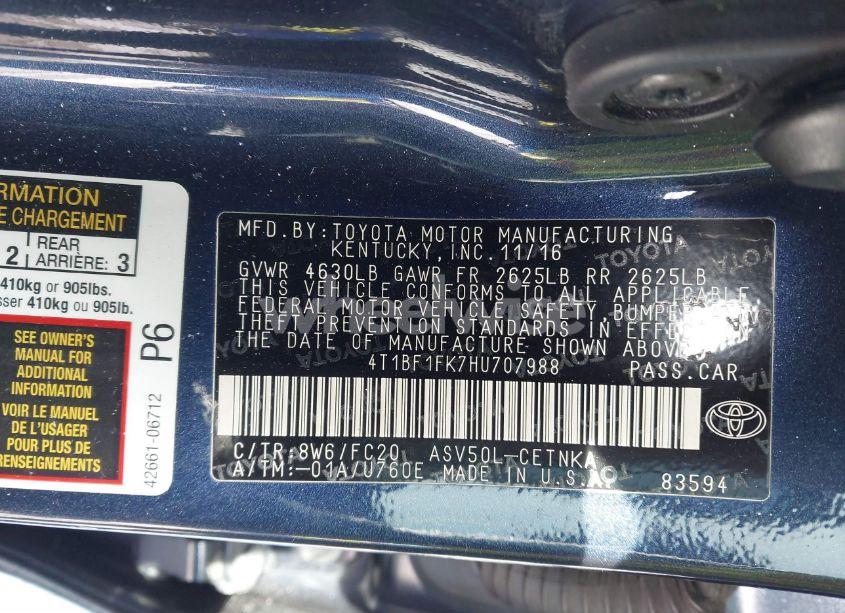 RMATION
E CHARGEMENT
2 REAR ARRIÈRE: 3
410kg or 905lbs.
sser 410kg ou 905lb.
SEE OWNER'S
MANUAL FOR
ADDITIONAL
INFORMATION
VOIR LE MANUEL
DE L'USAGER
POUR PLUS DE
RENSEIGNEMENTS
P6
42661-06712
MFD.BY:TOYOTA MOTOR MANUFACTURING,
KENTUCKY,INC.11/16
GVWR 4630LB GAWR FR 2625LB RR 2625LB
THIS VEHICLE CONFORMS TO ALL APPLICABLE
FEDERAL MOTOR VEHICLE SAFETY, BUMPER,
THEFT PREVENTION STANDARDS IN EFFECT
THE DATE OF MANUFACTURE SHOWN ABOVE
4T1BF1FK7HU707988 PASS.CAR
C/TR:8W6/FC20 ASV50L-CETNKA
A/TM:-01A/U760E MADE IN U.S.A.
83594
TOYOTA